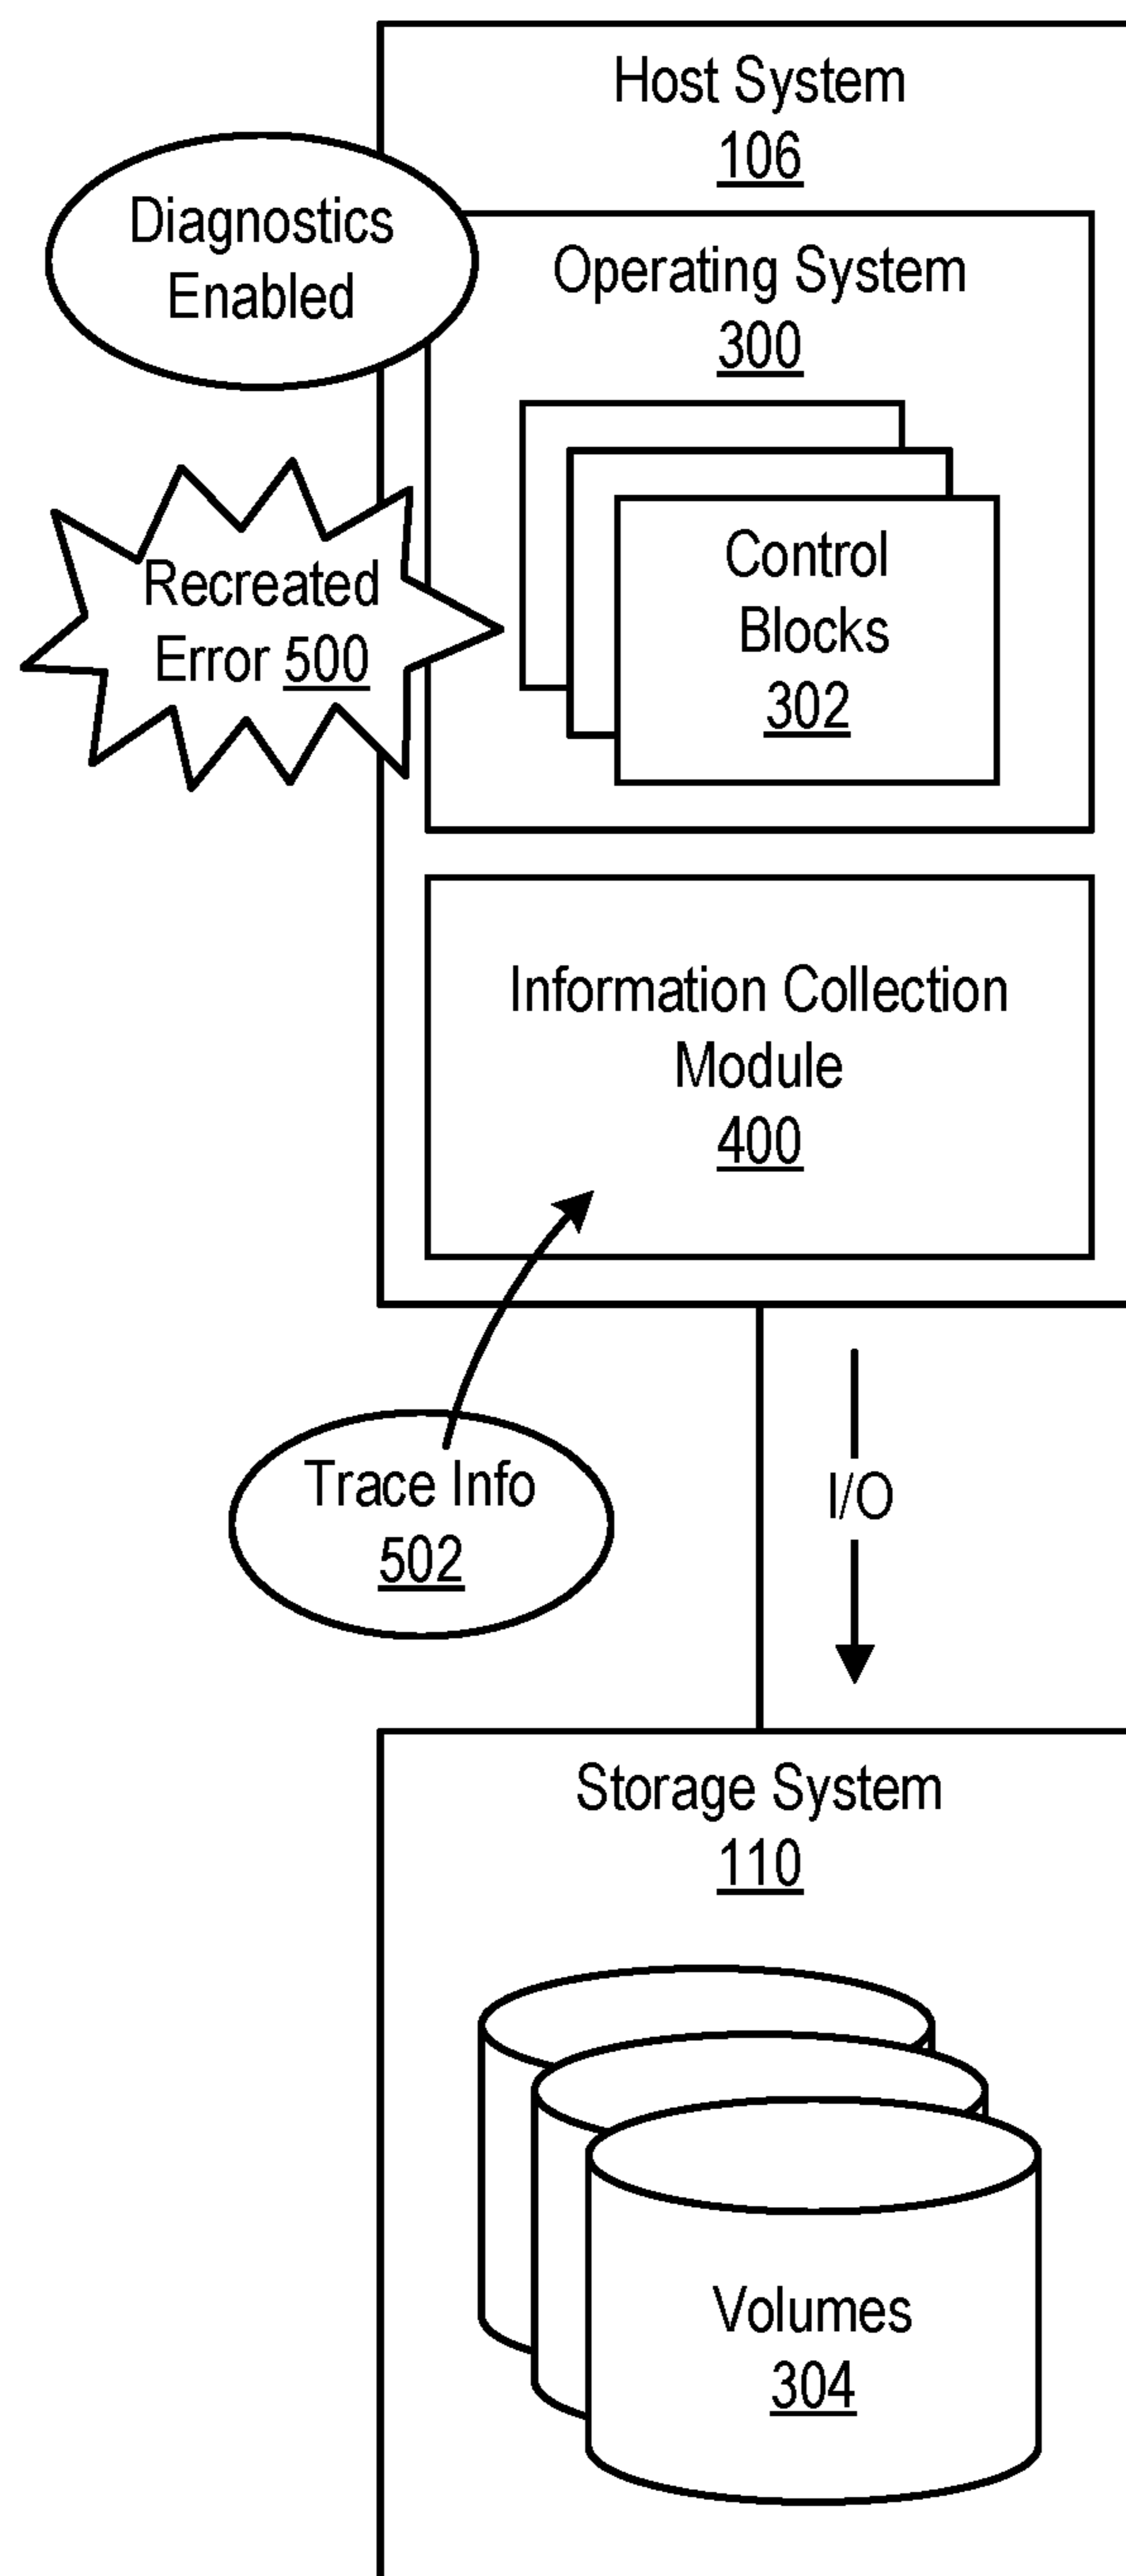 Host System
106
Diagnostics
Enabled
Operating System
300
Control
Blocks
302
Recreated
Error 500
Information Collection
Module
400
Trace Info
502
I/O
Storage System
110
Volumes
304